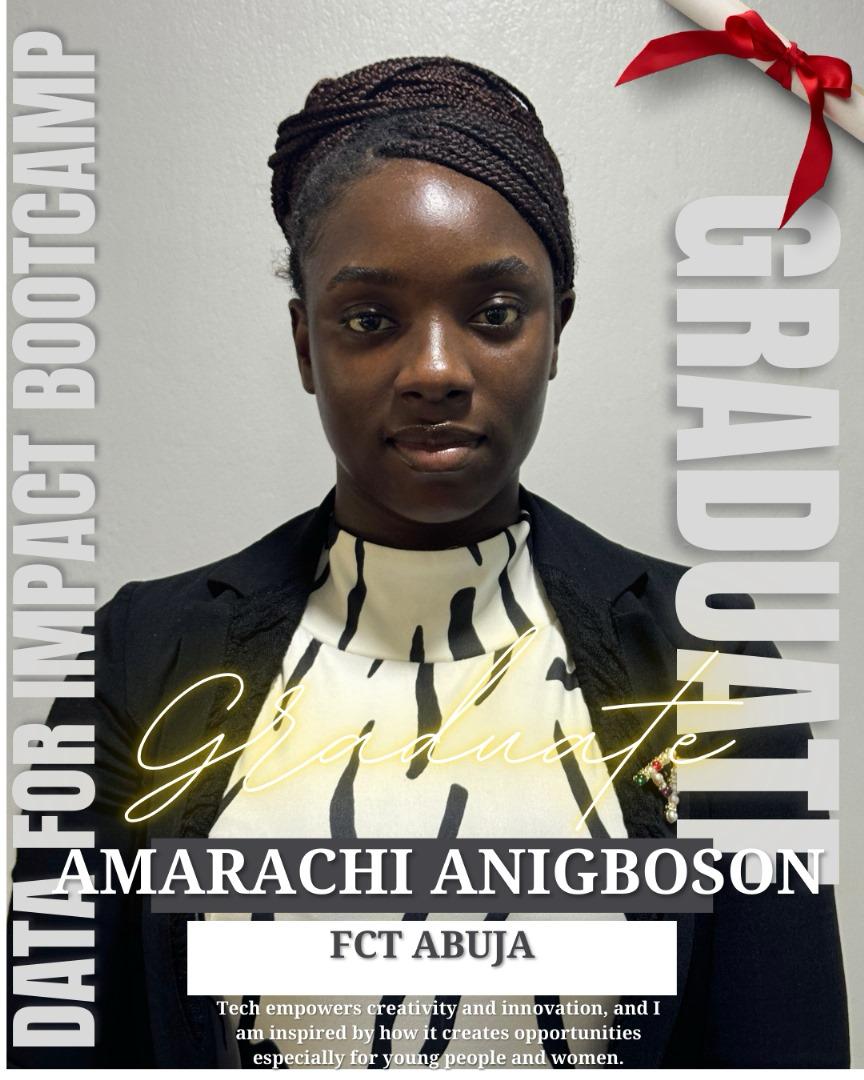 DATA FOR IMPACT BOOTCAMP
GRADUATE
Graduate
AMARACHI ANIGBOSON
FCT ABUJA
Tech empowers creativity and innovation, and I
am inspired by how it creates opportunities
especially for young people and women.